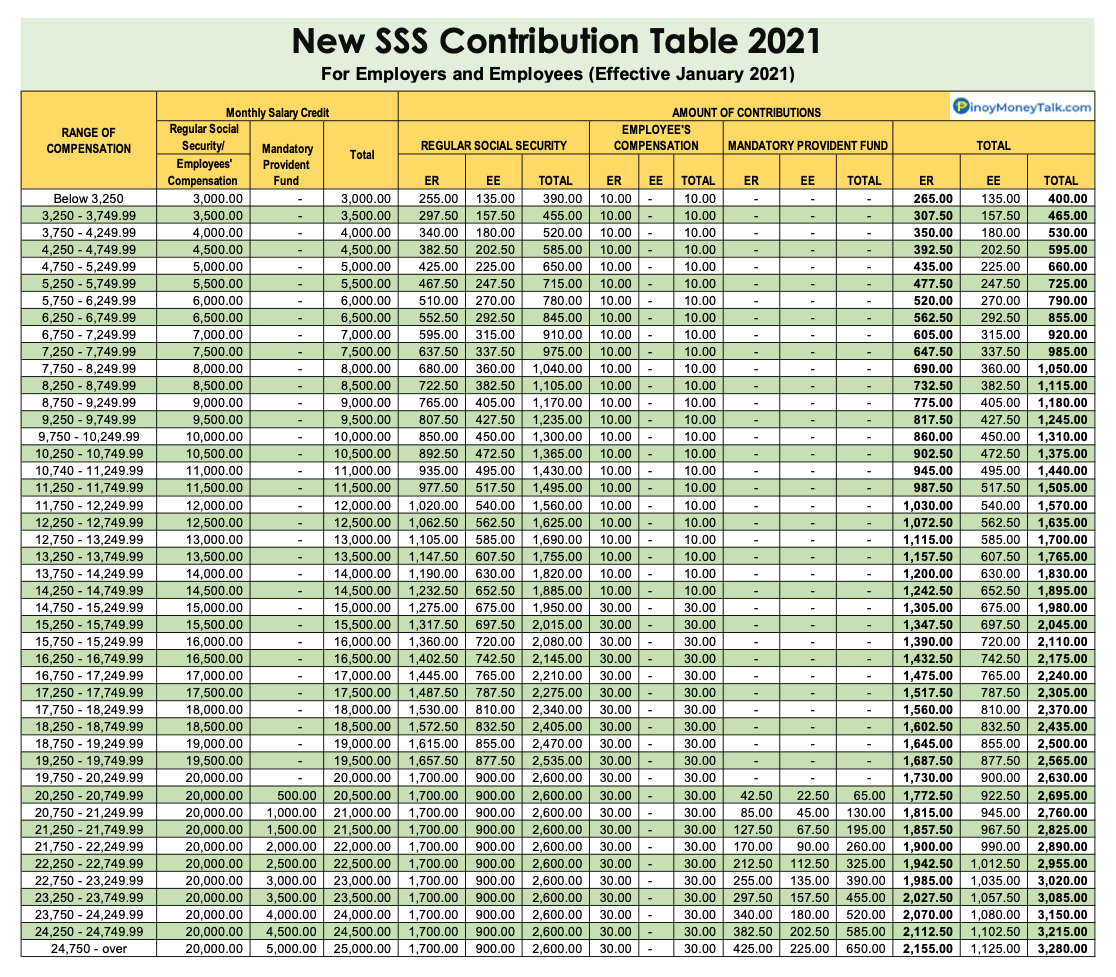 New SSS Contribution Table 2021
For Employers and Employees (Effective January 2021)
PinoyMoneyTalk.com
RANGE OF COMPENSATION Monthly Salary Credit AMOUNT OF CONTRIBUTIONS
Regular Social Security/ Employees' Compensation Mandatory Provident Fund Total REGULAR SOCIAL SECURITY EMPLOYEE'S COMPENSATION MANDATORY PROVIDENT FUND TOTAL
ER EE TOTAL ER EE TOTAL ER EE TOTAL ER EE TOTAL
Below 3,250 3,000.00 - 3,000.00 255.00 135.00 390.00 10.00 - 10.00 - - - 265.00 135.00 400.00
3,250 - 3,749.99 3,500.00 - 3,500.00 297.50 157.50 455.00 10.00 - 10.00 - - - 307.50 157.50 465.00
3,750 - 4,249.99 4,000.00 - 4,000.00 340.00 180.00 520.00 10.00 - 10.00 - - - 350.00 180.00 530.00
4,250 - 4,749.99 4,500.00 - 4,500.00 382.50 202.50 585.00 10.00 - 10.00 - - - 392.50 202.50 595.00
4,750 - 5,249.99 5,000.00 - 5,000.00 425.00 225.00 650.00 10.00 - 10.00 - - - 435.00 225.00 660.00
5,250 - 5,749.99 5,500.00 - 5,500.00 467.50 247.50 715.00 10.00 - 10.00 - - - 477.50 247.50 725.00
5,750 - 6,249.99 6,000.00 - 6,000.00 510.00 270.00 780.00 10.00 - 10.00 - - - 520.00 270.00 790.00
6,250 - 6,749.99 6,500.00 - 6,500.00 552.50 292.50 845.00 10.00 - 10.00 - - - 562.50 292.50 855.00
6,750 - 7,249.99 7,000.00 - 7,000.00 595.00 315.00 910.00 10.00 - 10.00 - - - 605.00 315.00 920.00
7,250 - 7,749.99 7,500.00 - 7,500.00 637.50 337.50 975.00 10.00 - 10.00 - - - 647.50 337.50 985.00
7,750 - 8,249.99 8,000.00 - 8,000.00 680.00 360.00 1,040.00 10.00 - 10.00 - - - 690.00 360.00 1,050.00
8,250 - 8,749.99 8,500.00 - 8,500.00 722.50 382.50 1,105.00 10.00 - 10.00 - - - 732.50 382.50 1,115.00
8,750 - 9,249.99 9,000.00 - 9,000.00 765.00 405.00 1,170.00 10.00 - 10.00 - - - 775.00 405.00 1,180.00
9,250 - 9,749.99 9,500.00 - 9,500.00 807.50 427.50 1,235.00 10.00 - 10.00 - - - 817.50 427.50 1,245.00
9,750 - 10,249.99 10,000.00 - 10,000.00 850.00 450.00 1,300.00 10.00 - 10.00 - - - 860.00 450.00 1,310.00
10,250 - 10,749.99 10,500.00 - 10,500.00 892.50 472.50 1,365.00 10.00 - 10.00 - - - 902.50 472.50 1,375.00
10,740 - 11,249.99 11,000.00 - 11,000.00 935.00 495.00 1,430.00 10.00 - 10.00 - - - 945.00 495.00 1,440.00
11,250 - 11,749.99 11,500.00 - 11,500.00 977.50 517.50 1,495.00 10.00 - 10.00 - - - 987.50 517.50 1,505.00
11,750 - 12,249.99 12,000.00 - 12,000.00 1,020.00 540.00 1,560.00 10.00 - 10.00 - - - 1,030.00 540.00 1,570.00
12,250 - 12,749.99 12,500.00 - 12,500.00 1,062.50 562.50 1,625.00 10.00 - 10.00 - - - 1,072.50 562.50 1,635.00
12,750 - 13,249.99 13,000.00 - 13,000.00 1,105.00 585.00 1,690.00 10.00 - 10.00 - - - 1,115.00 585.00 1,700.00
13,250 - 13,749.99 13,500.00 - 13,500.00 1,147.50 607.50 1,755.00 10.00 - 10.00 - - - 1,157.50 607.50 1,765.00
13,750 - 14,249.99 14,000.00 - 14,000.00 1,190.00 630.00 1,820.00 10.00 - 10.00 - - - 1,200.00 630.00 1,830.00
14,250 - 14,749.99 14,500.00 - 14,500.00 1,232.50 652.50 1,885.00 10.00 - 10.00 - - - 1,242.50 652.50 1,895.00
14,750 - 15,249.99 15,000.00 - 15,000.00 1,275.00 675.00 1,950.00 30.00 - 30.00 - - - 1,305.00 675.00 1,980.00
15,250 - 15,749.99 15,500.00 - 15,500.00 1,317.50 697.50 2,015.00 30.00 - 30.00 - - - 1,347.50 697.50 2,045.00
15,750 - 15,249.99 16,000.00 - 16,000.00 1,360.00 720.00 2,080.00 30.00 - 30.00 - - - 1,390.00 720.00 2,110.00
16,250 - 16,749.99 16,500.00 - 16,500.00 1,402.50 742.50 2,145.00 30.00 - 30.00 - - - 1,432.50 742.50 2,175.00
16,750 - 17,249.99 17,000.00 - 17,000.00 1,445.00 765.00 2,210.00 30.00 - 30.00 - - - 1,475.00 765.00 2,240.00
17,250 - 17,749.99 17,500.00 - 17,500.00 1,487.50 787.50 2,275.00 30.00 - 30.00 - - - 1,517.50 787.50 2,305.00
17,750 - 18,249.99 18,000.00 - 18,000.00 1,530.00 810.00 2,340.00 30.00 - 30.00 - - - 1,560.00 810.00 2,370.00
18,250 - 18,749.99 18,500.00 - 18,500.00 1,572.50 832.50 2,405.00 30.00 - 30.00 - - - 1,602.50 832.50 2,435.00
18,750 - 19,249.99 19,000.00 - 19,000.00 1,615.00 855.00 2,470.00 30.00 - 30.00 - - - 1,645.00 855.00 2,500.00
19,250 - 19,749.99 19,500.00 - 19,500.00 1,657.50 877.50 2,535.00 30.00 - 30.00 - - - 1,687.50 877.50 2,565.00
19,750 - 20,249.99 20,000.00 - 20,000.00 1,700.00 900.00 2,600.00 30.00 - 30.00 - - - 1,730.00 900.00 2,630.00
20,250 - 20,749.99 20,000.00 500.00 20,500.00 1,700.00 900.00 2,600.00 30.00 - 30.00 42.50 22.50 65.00 1,772.50 922.50 2,695.00
20,750 - 21,249.99 20,000.00 1,000.00 21,000.00 1,700.00 900.00 2,600.00 30.00 - 30.00 85.00 45.00 130.00 1,815.00 945.00 2,760.00
21,250 - 21,749.99 20,000.00 1,500.00 21,500.00 1,700.00 900.00 2,600.00 30.00 - 30.00 127.50 67.50 195.00 1,857.50 967.50 2,825.00
21,750 - 22,249.99 20,000.00 2,000.00 22,000.00 1,700.00 900.00 2,600.00 30.00 - 30.00 170.00 90.00 260.00 1,900.00 990.00 2,890.00
22,250 - 22,749.99 20,000.00 2,500.00 22,500.00 1,700.00 900.00 2,600.00 30.00 - 30.00 212.50 112.50 325.00 1,942.50 1,012.50 2,955.00
22,750 - 23,249.99 20,000.00 3,000.00 23,000.00 1,700.00 900.00 2,600.00 30.00 - 30.00 255.00 135.00 390.00 1,985.00 1,035.00 3,020.00
23,250 - 23,749.99 20,000.00 3,500.00 23,500.00 1,700.00 900.00 2,600.00 30.00 - 30.00 297.50 157.50 455.00 2,027.50 1,057.50 3,085.00
23,750 - 24,249.99 20,000.00 4,000.00 24,000.00 1,700.00 900.00 2,600.00 30.00 - 30.00 340.00 180.00 520.00 2,070.00 1,080.00 3,150.00
24,250 - 24,749.99 20,000.00 4,500.00 24,500.00 1,700.00 900.00 2,600.00 30.00 - 30.00 382.50 202.50 585.00 2,112.50 1,102.50 3,215.00
24,750 - over 20,000.00 5,000.00 25,000.00 1,700.00 900.00 2,600.00 30.00 - 30.00 425.00 225.00 650.00 2,155.00 1,125.00 3,280.00